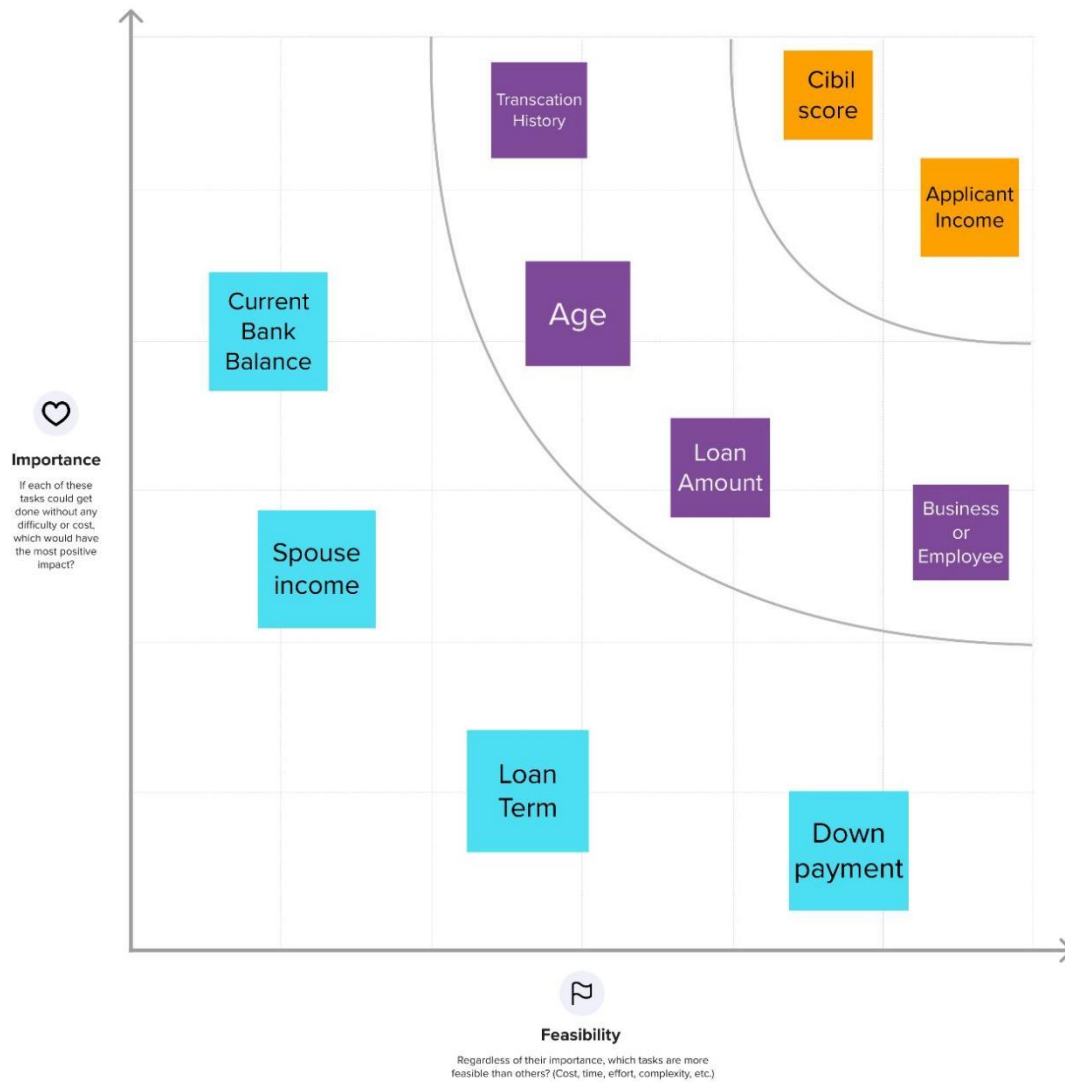 Transcation
History
Cibil
score
Applicant
Income
Age
Current
Bank
Balance
Loan
Amount
Business
or
Employee
Spouse
income
Importance
If each of these
tasks could get
done without any
difficulty or cost,
which would have
the most positive
impact?
Loan
Term
Down
payment
Feasibility
Regardless of their importance, which tasks are more
feasible than others? (Cost, time, effort, complexity, etc.)